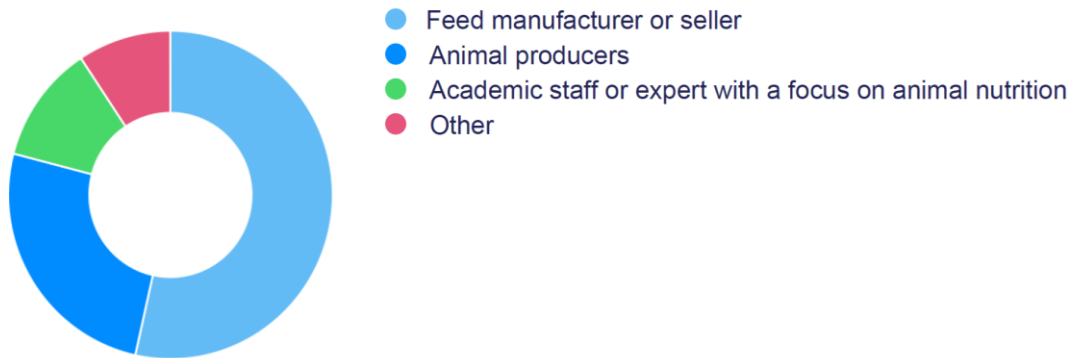 Feed manufacturer or seller
Animal producers
Academic staff or expert with a focus on animal nutrition
Other